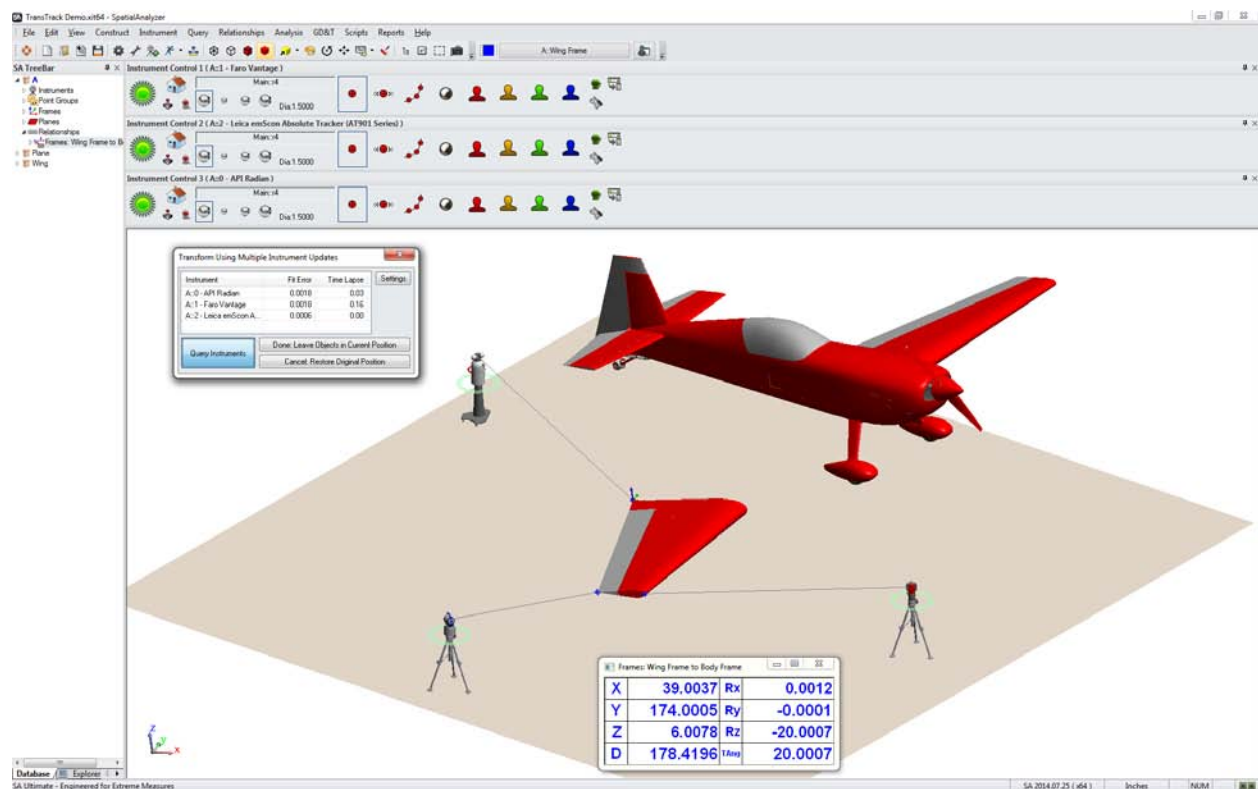 SA TransTrack Demo.xit64 - SpatialAnalyzer
File Edit View Construct Instrument Query Relationships Analysis GD&T Scripts Reports Help
A: Wing Frame
SA TreeBar
A
Instruments
Point Groups
Frames
Planes
Relationships
Frames: Wing Frame to B
Plane
Wing
Instrument Control 1 ( A::1 - Faro Vantage )
Main::4
Dia:1.5000
Instrument Control 2 ( A::2 - Leica emScon Absolute Tracker (AT901 Series) )
Main::4
Dia:1.5000
Instrument Control 3 ( A::0 - API Radian )
Main::4
Dia:1.5000
Transform Using Multiple Instrument Updates
Instrument Fit Error Time Lapse Settings
A::0 - API Radian 0.0018 0.03
A::1 - Faro Vantage 0.0018 0.16
A::2 - Leica emScon A... 0.0006 0.00
Query Instruments
Done: Leave Objects in Current Position
Cancel: Restore Original Position
Frames: Wing Frame to Body Frame
X 39.0037 Rx 0.0012
Y 174.0005 Ry -0.0001
Z 6.0078 Rz -20.0007
D 178.4196 TAng 20.0007
Z
Y
X
Database Explorer
SA Ultimate - Engineered for Extreme Measures
SA 2014.07.25 ( x64 ) Inches NUM